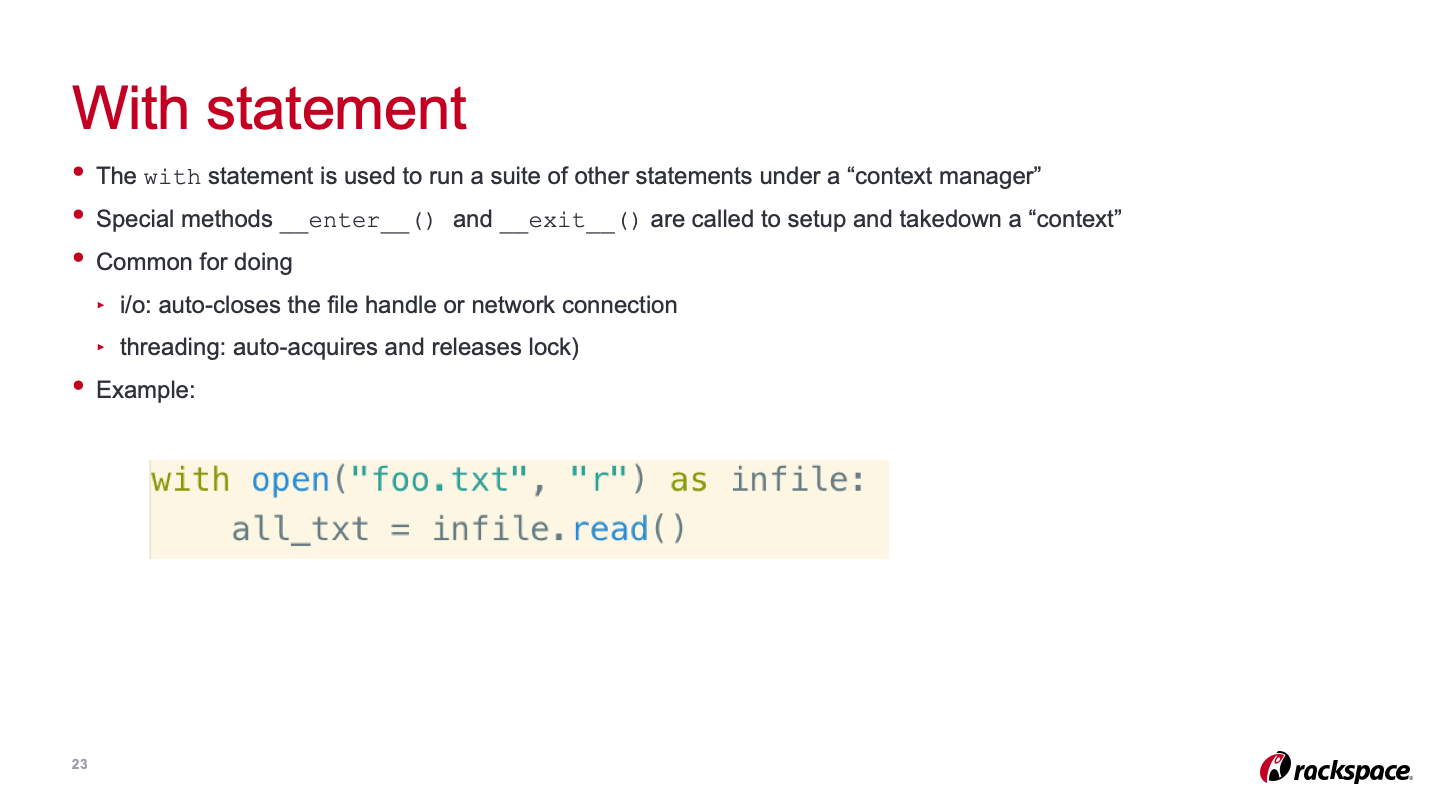 With statement
• The with statement is used to run a suite of other statements under a “context manager”
• Special methods __enter__() and __exit__() are called to setup and takedown a “context”
• Common for doing
‣ i/o: auto-closes the file handle or network connection
‣ threading: auto-acquires and releases lock)
• Example:
with open("foo.txt", "r") as infile:
    all_txt = infile.read()
23
rackspace.